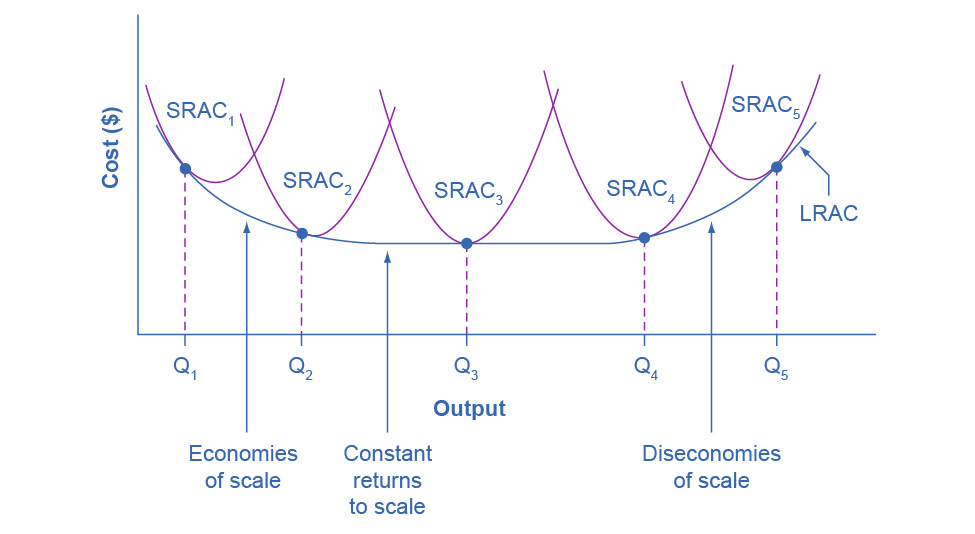 Cost ($)
SRAC1
SRAC2
SRAC3
SRAC4
SRAC5
LRAC
Q1
Q2
Q3
Q4
Q5
Output
Economies
of scale
Constant
returns
to scale
Diseconomies
of scale